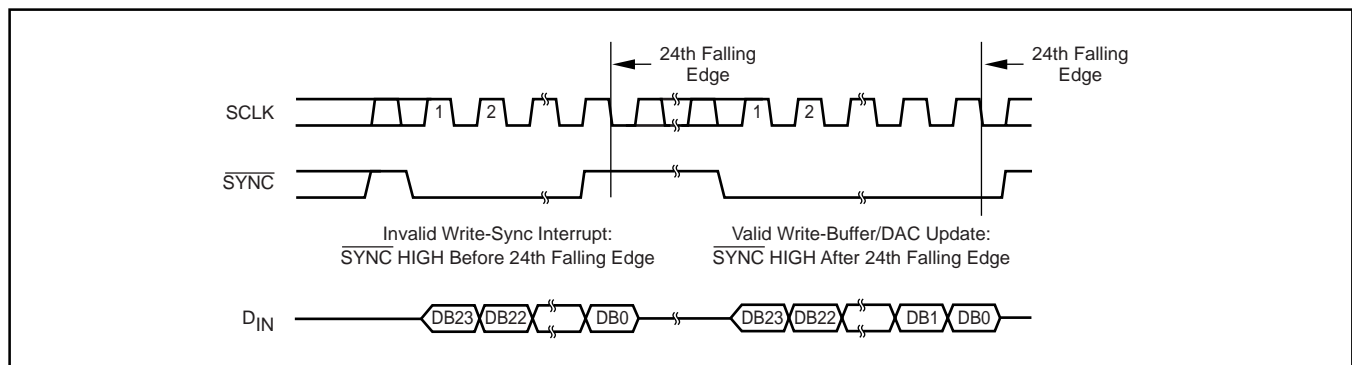 24th Falling
Edge
24th Falling
Edge
SCLK
1
2
1
2
SYNC
Invalid Write-Sync Interrupt:
SYNC HIGH Before 24th Falling Edge
Valid Write-Buffer/DAC Update:
SYNC HIGH After 24th Falling Edge
DIN
DB23
DB22
DB0
DB23
DB22
DB1
DB0